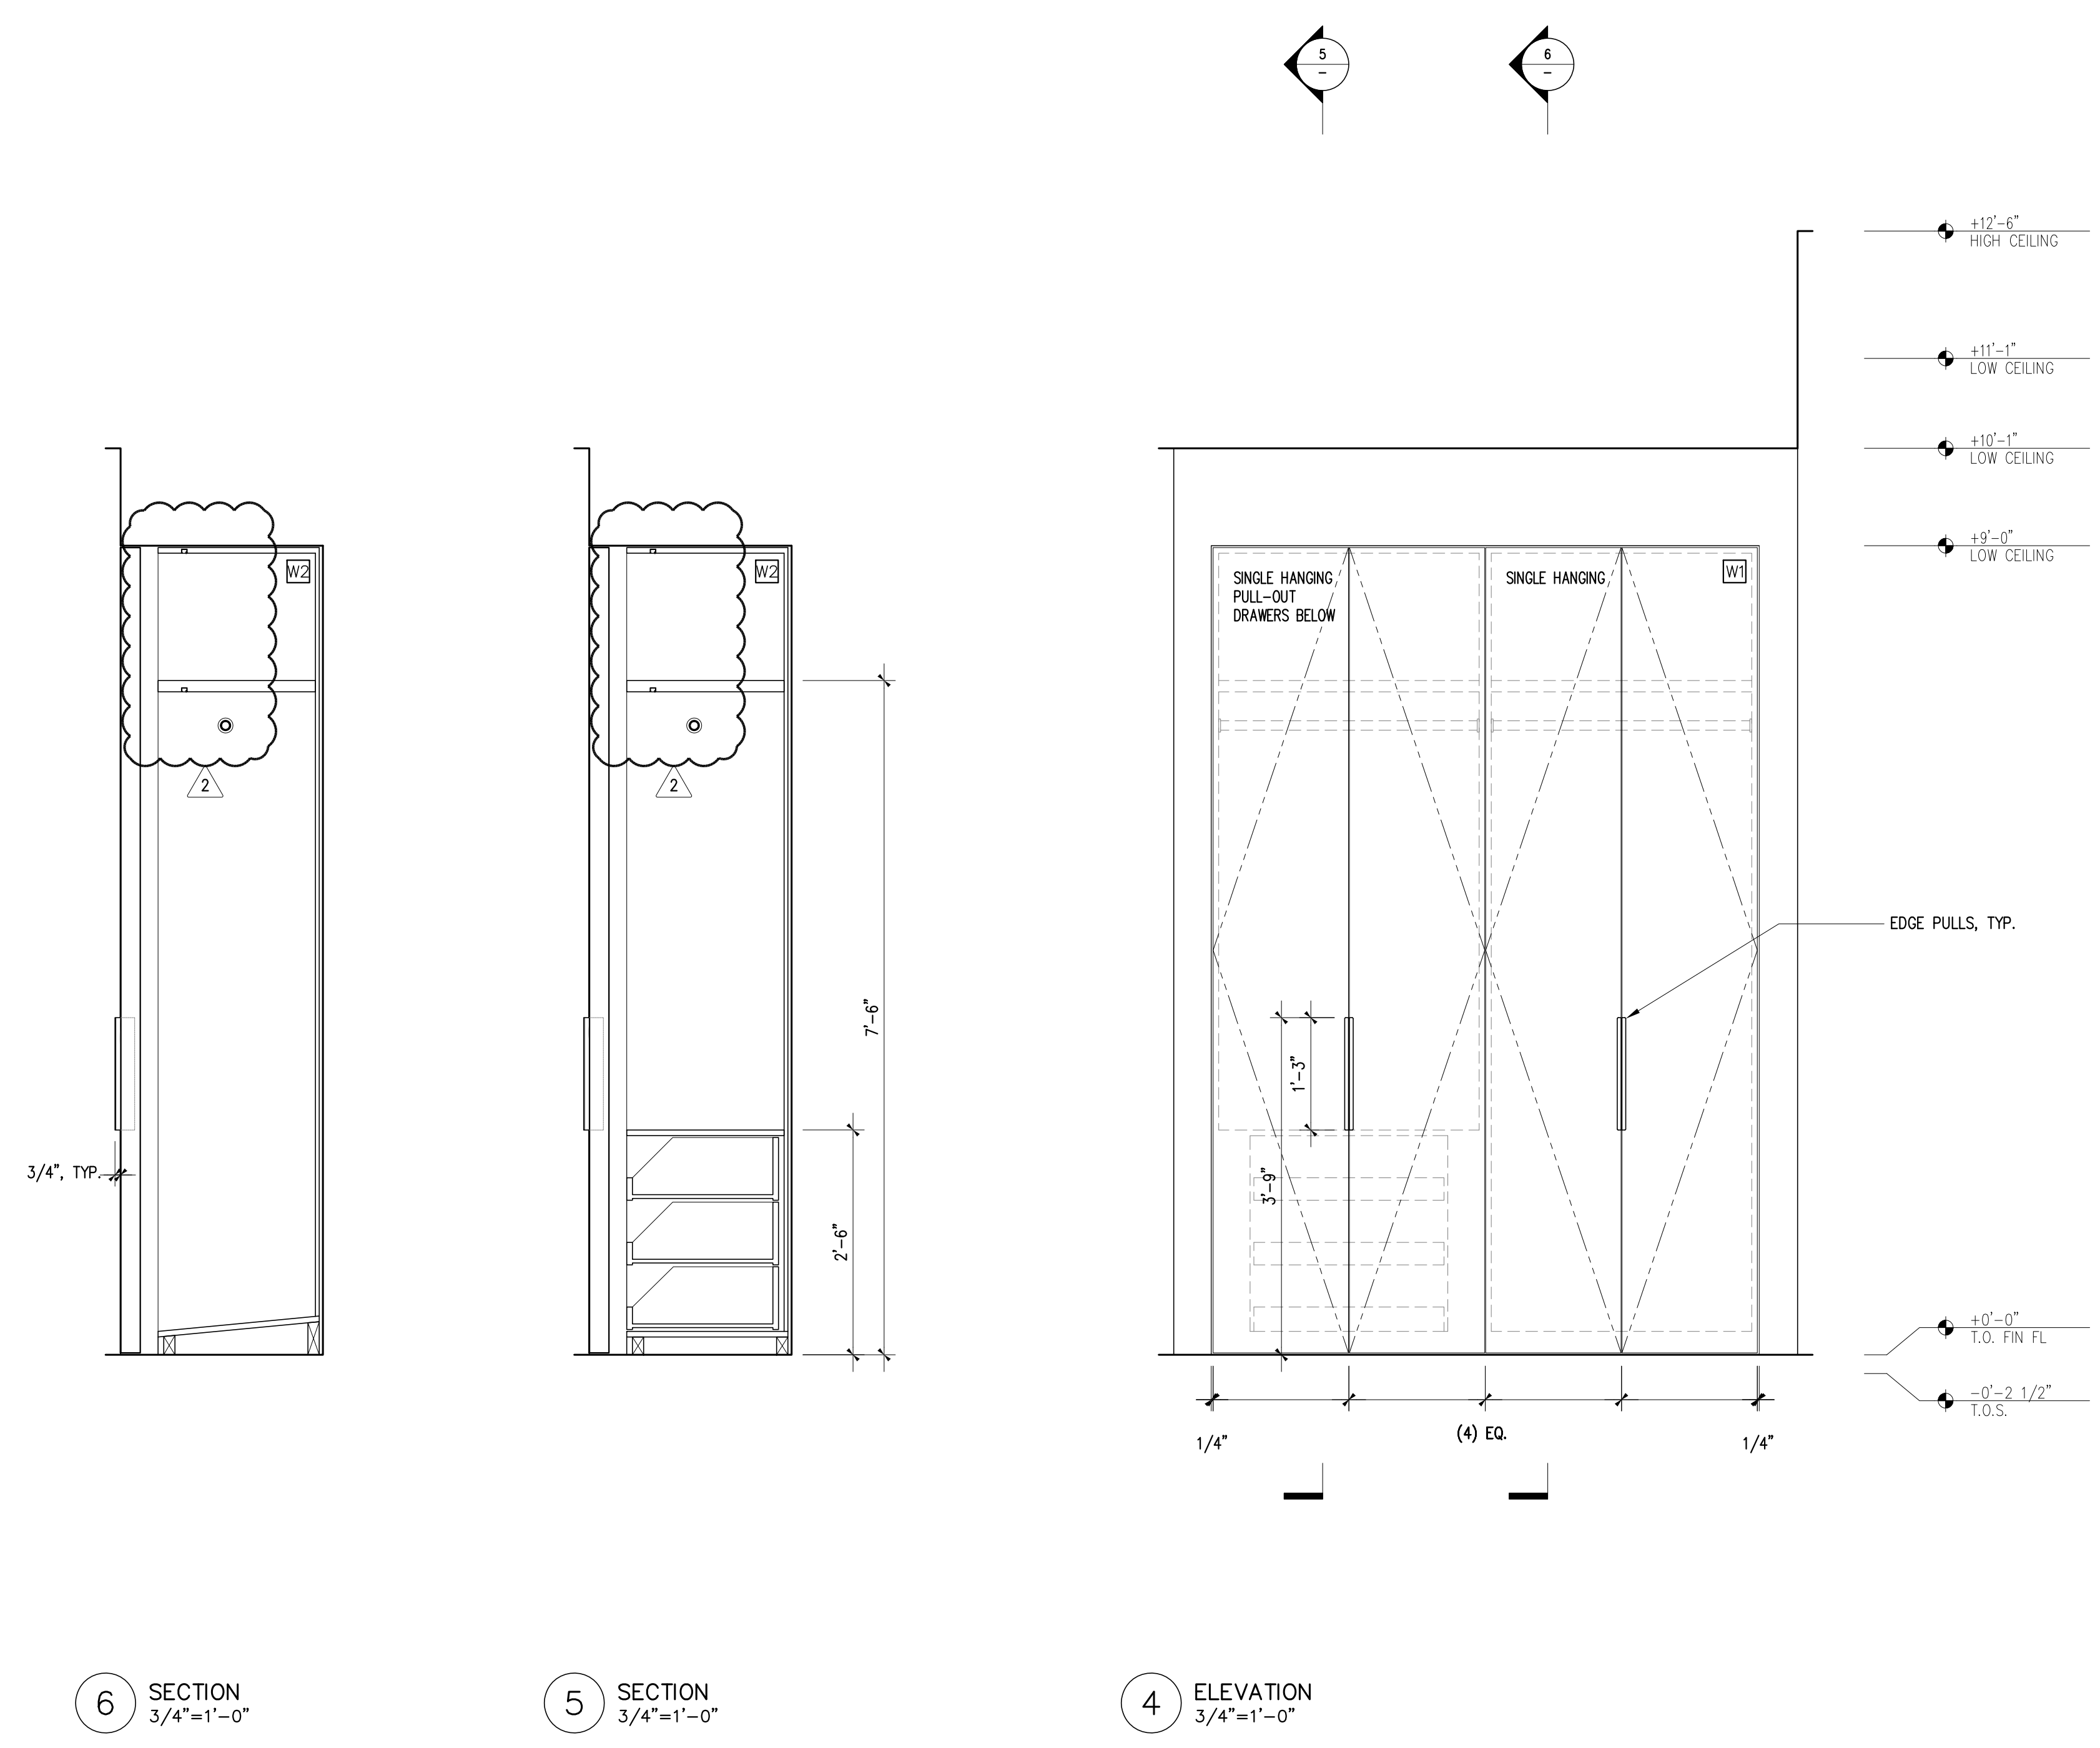 5
–
6
–
+12'-6"
HIGH CEILING
+11'-1"
LOW CEILING
+10'-1"
LOW CEILING
+9'-0"
LOW CEILING
W2
W2
SINGLE HANGING
PULL-OUT
DRAWERS BELOW
SINGLE HANGING
W1
2
2
EDGE PULLS, TYP.
7'-6"
1'-3"
3/4", TYP.
3'-9"
2'-6"
+0'-0"
T.O. FIN FL
-0'-2 1/2"
T.O.S.
1/4"
(4) EQ.
1/4"
6
SECTION
3/4"=1'-0"
5
SECTION
3/4"=1'-0"
4
ELEVATION
3/4"=1'-0"